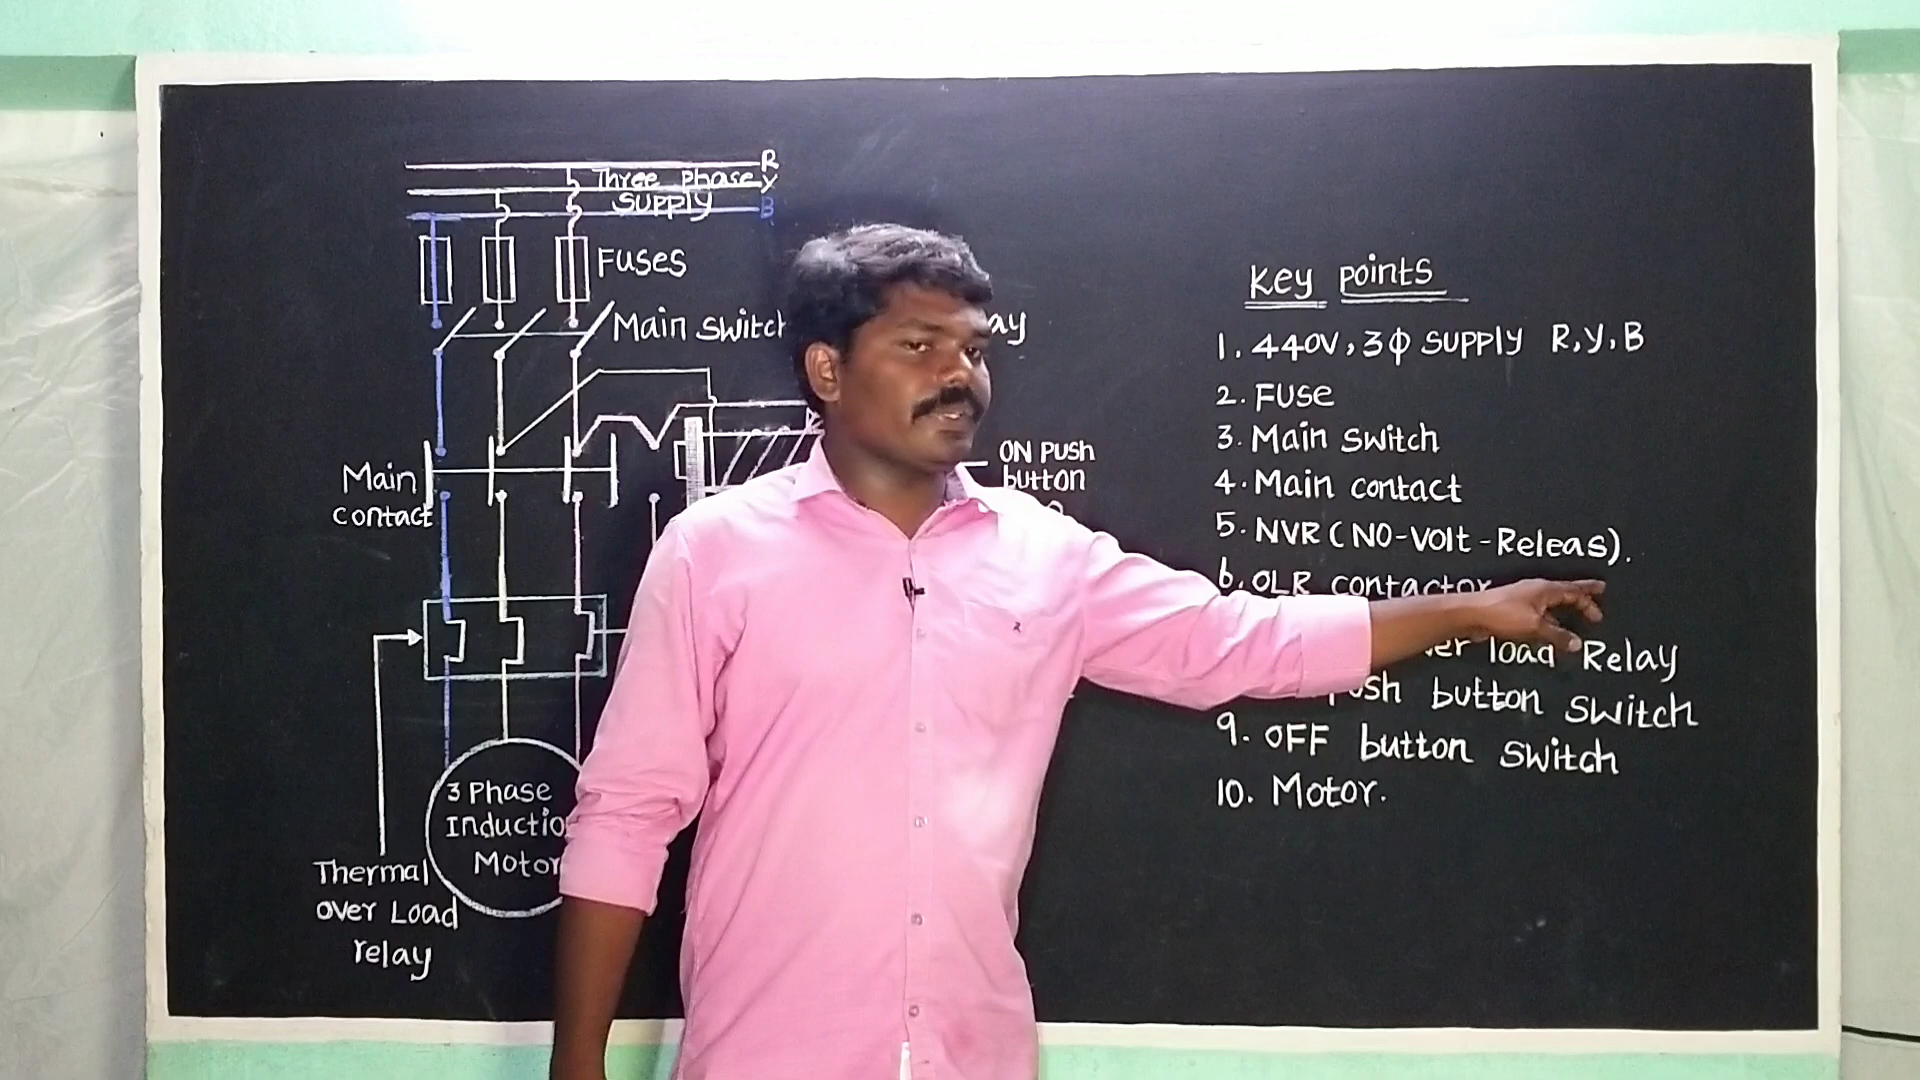 R
Three phase Y
supply B
Fuses
Main switch
Main
contact
ON Push
button
3 Phase
Induction
Motor
Thermal
over Load
relay
Key points
1. 440V, 3ϕ supply R, Y, B
2. Fuse
3. Main switch
4. Main contact
5. NVR (NO-Volt-Releas).
6. OLR contactor
load Relay
button switch
9. OFF button switch
10. Motor.